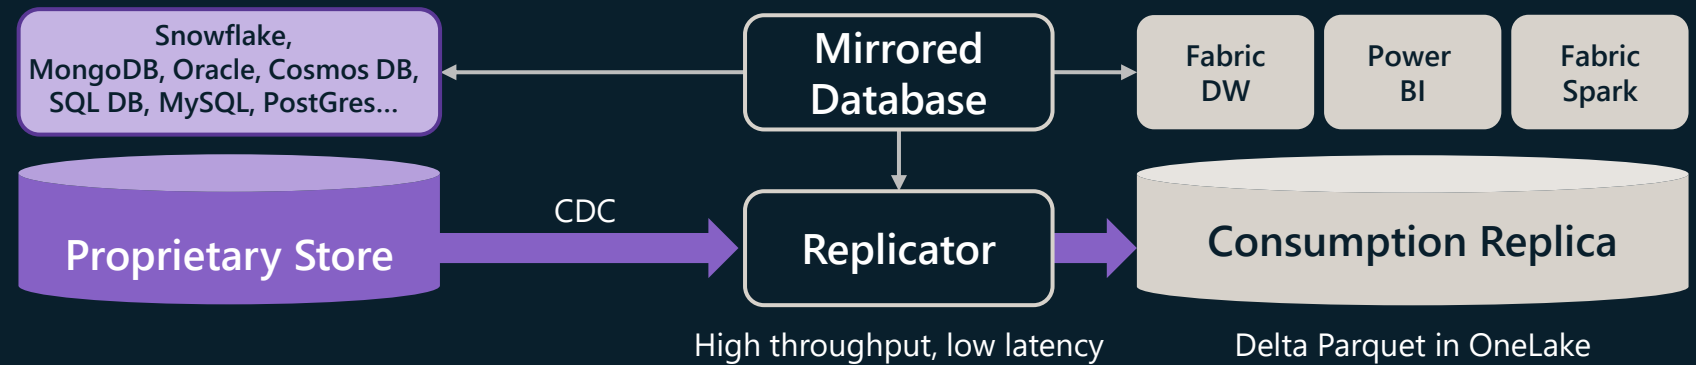 Snowflake,
MongoDB, Oracle, Cosmos DB,
SQL DB, MySQL, PostGres...
Mirrored
Database
Fabric
DW
Power
BI
Fabric
Spark
Proprietary Store
CDC
Replicator
Consumption Replica
High throughput, low latency
Delta Parquet in OneLake